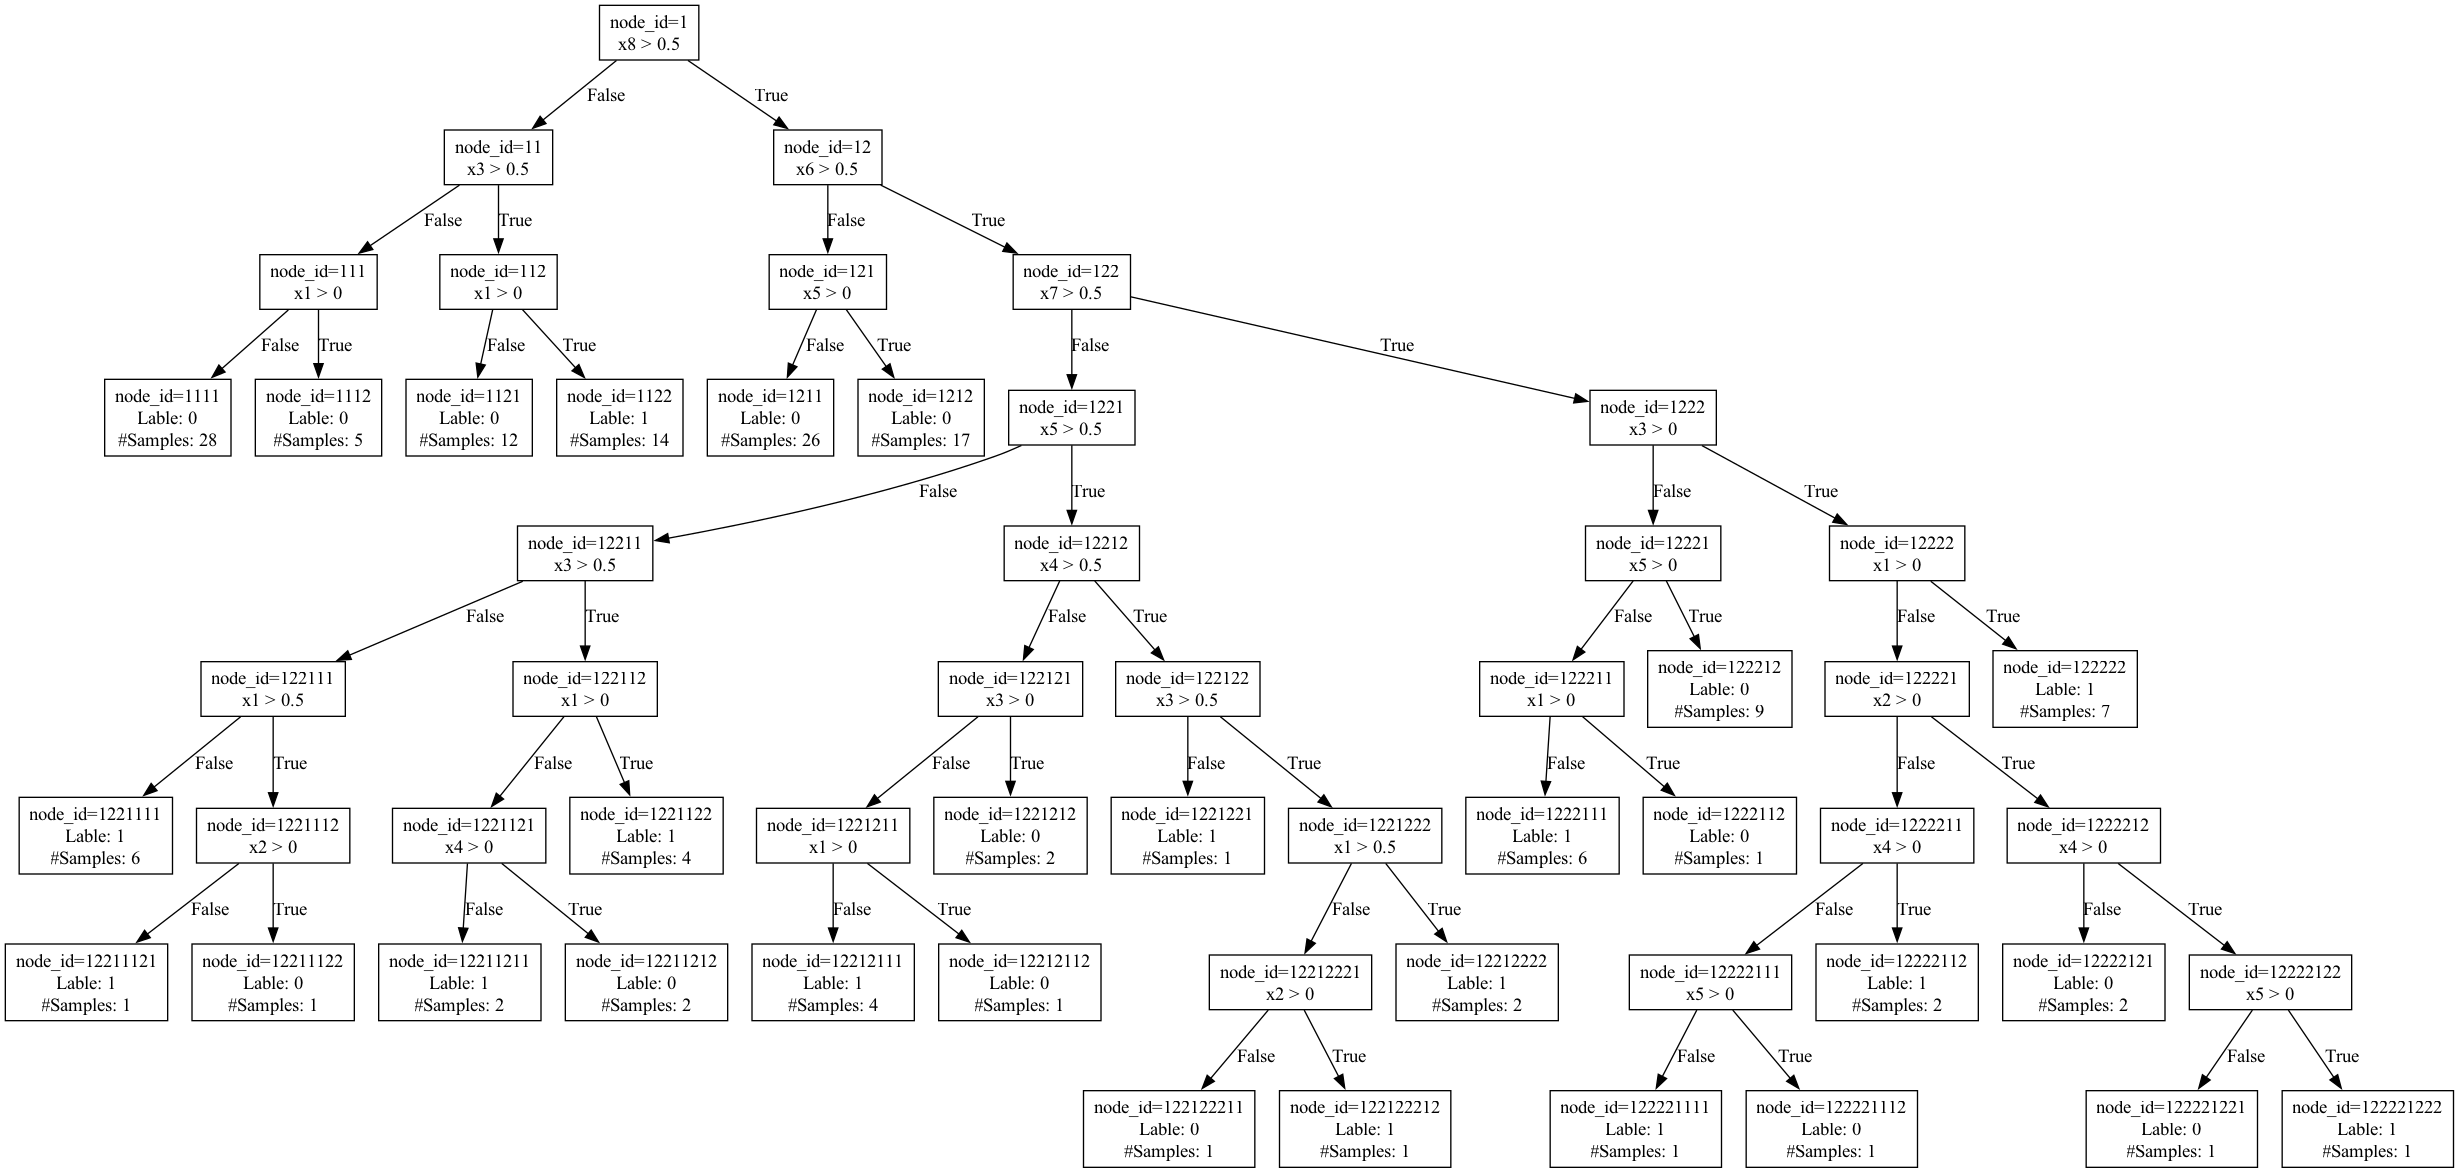 node_id=1
x8 > 0.5
False
True
node_id=11
x3 > 0.5
node_id=12
x6 > 0.5
False
True
False
True
node_id=111
x1 > 0
node_id=112
x1 > 0
node_id=121
x5 > 0
node_id=122
x7 > 0.5
False
True
False
True
False
True
False
True
node_id=1111
Lable: 0
#Samples: 28
node_id=1112
Lable: 0
#Samples: 5
node_id=1121
Lable: 0
#Samples: 12
node_id=1122
Lable: 1
#Samples: 14
node_id=1211
Lable: 0
#Samples: 26
node_id=1212
Lable: 0
#Samples: 17
node_id=1221
x5 > 0.5
node_id=1222
x3 > 0
False
True
False
True
node_id=12211
x3 > 0.5
node_id=12212
x4 > 0.5
node_id=12221
x5 > 0
node_id=12222
x1 > 0
False
True
False
True
False
True
False
True
node_id=122111
x1 > 0.5
node_id=122112
x1 > 0
node_id=122121
x3 > 0
node_id=122122
x3 > 0.5
node_id=122211
x1 > 0
node_id=122212
Lable: 0
#Samples: 9
node_id=122221
x2 > 0
node_id=122222
Lable: 1
#Samples: 7
False
True
False
True
False
True
False
True
False
True
False
True
node_id=1221111
Lable: 1
#Samples: 6
node_id=1221112
x2 > 0
node_id=1221121
x4 > 0
node_id=1221122
Lable: 1
#Samples: 4
node_id=1221211
x1 > 0
node_id=1221212
Lable: 0
#Samples: 2
node_id=1221221
Lable: 1
#Samples: 1
node_id=1221222
x1 > 0.5
node_id=1222111
Lable: 1
#Samples: 6
node_id=1222112
Lable: 0
#Samples: 1
node_id=1222211
x4 > 0
node_id=1222212
x4 > 0
False
True
False
True
False
True
False
True
False
True
False
True
node_id=12211121
Lable: 1
#Samples: 1
node_id=12211122
Lable: 0
#Samples: 1
node_id=12211211
Lable: 1
#Samples: 2
node_id=12211212
Lable: 0
#Samples: 2
node_id=12212111
Lable: 1
#Samples: 4
node_id=12212112
Lable: 0
#Samples: 1
node_id=12212221
x2 > 0
node_id=12212222
Lable: 1
#Samples: 2
node_id=12222111
x5 > 0
node_id=12222112
Lable: 1
#Samples: 2
node_id=12222121
Lable: 0
#Samples: 2
node_id=12222122
x5 > 0
False
True
False
True
False
True
node_id=122122211
Lable: 0
#Samples: 1
node_id=122122212
Lable: 1
#Samples: 1
node_id=122221111
Lable: 1
#Samples: 1
node_id=122221112
Lable: 0
#Samples: 1
node_id=122221221
Lable: 0
#Samples: 1
node_id=122221222
Lable: 1
#Samples: 1